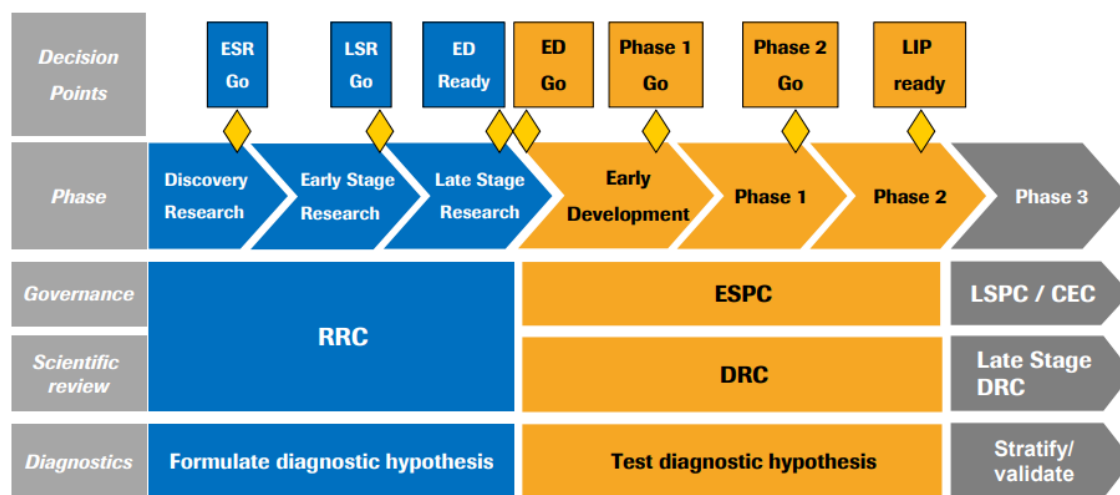 Decision
Points
ESR
Go
LSR
Go
ED
Ready
ED
Go
Phase 1
Go
Phase 2
Go
LIP
ready
Phase
Discovery
Research
Early Stage
Research
Late Stage
Research
Early
Development
Phase 1
Phase 2
Phase 3
Governance
RRC
ESPC
LSPC / CEC
Scientific
review
DRC
Late Stage
DRC
Diagnostics
Formulate diagnostic hypothesis
Test diagnostic hypothesis
Stratify/
validate